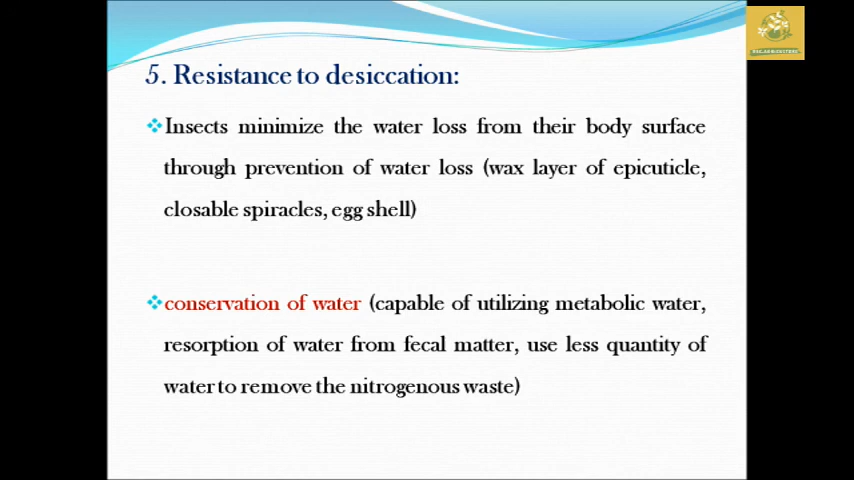 5. Resistance to desiccation:
Insects minimize the water loss from their body surface
through prevention of water loss (wax layer of epicuticle,
closable spiracles, egg shell)
conservation of water (capable of utilizing metabolic water,
resorption of water from fecal matter, use less quantity of
water to remove the nitrogenous waste)